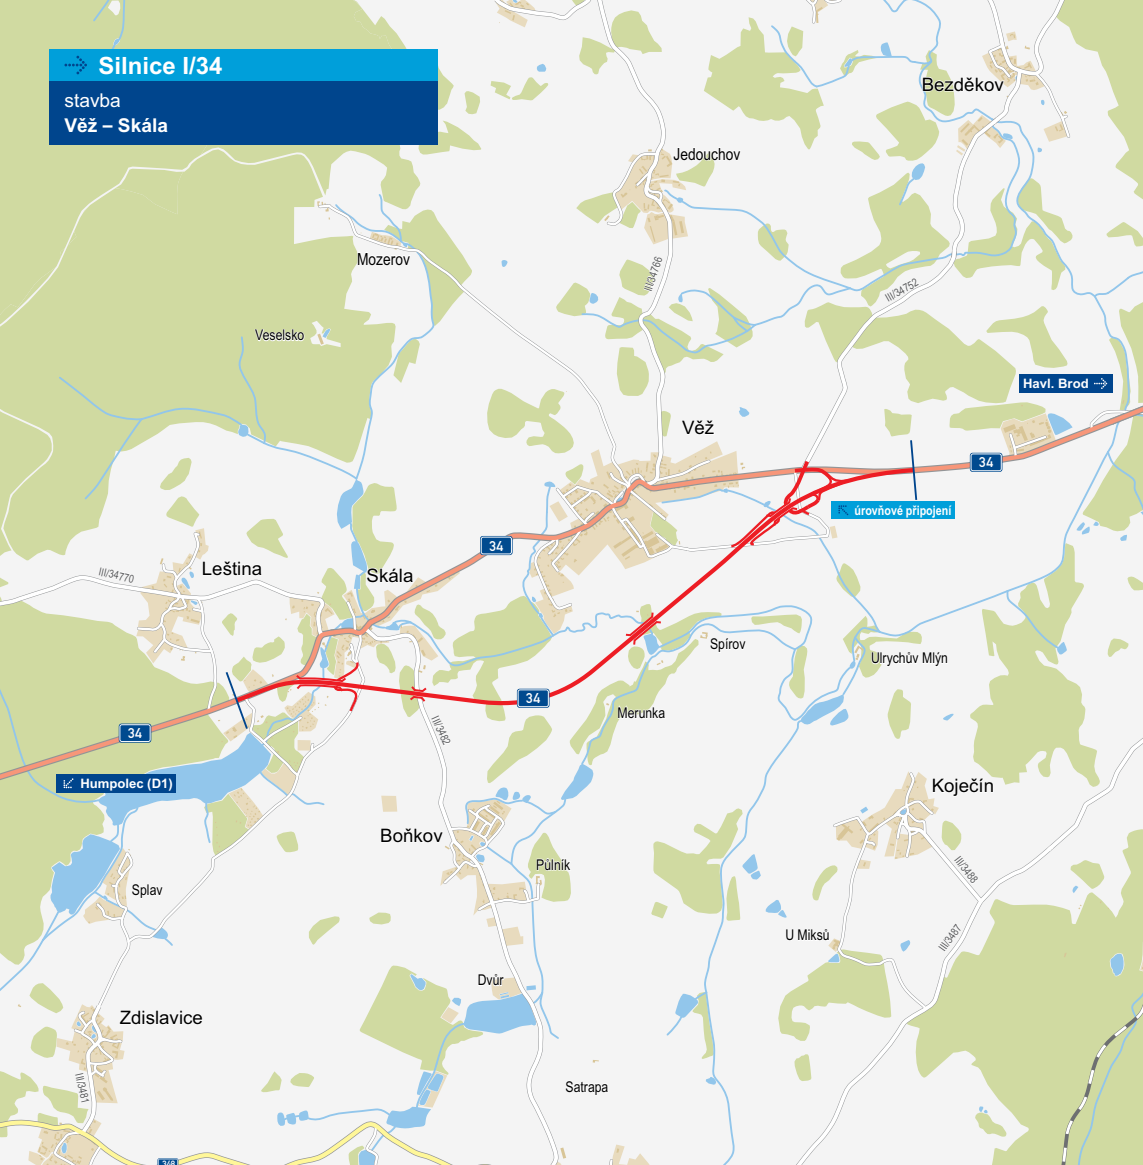 Silnice I/34
stavba
Věž – Skála
Bezděkov
Jedouchov
Mozerov
III/34766
III/34752
Veselsko
Havl. Brod
Věž
34
úrovňové připojení
34
III/34770
Leština
Skála
Spírov
Ulrychův Mlýn
34
Merunka
34
III/3482
Humpolec (D1)
Koječín
Boňkov
Půlník
III/3488
Splav
U Miksů
III/3487
Dvůr
Zdislavice
III/3481
Satrapa